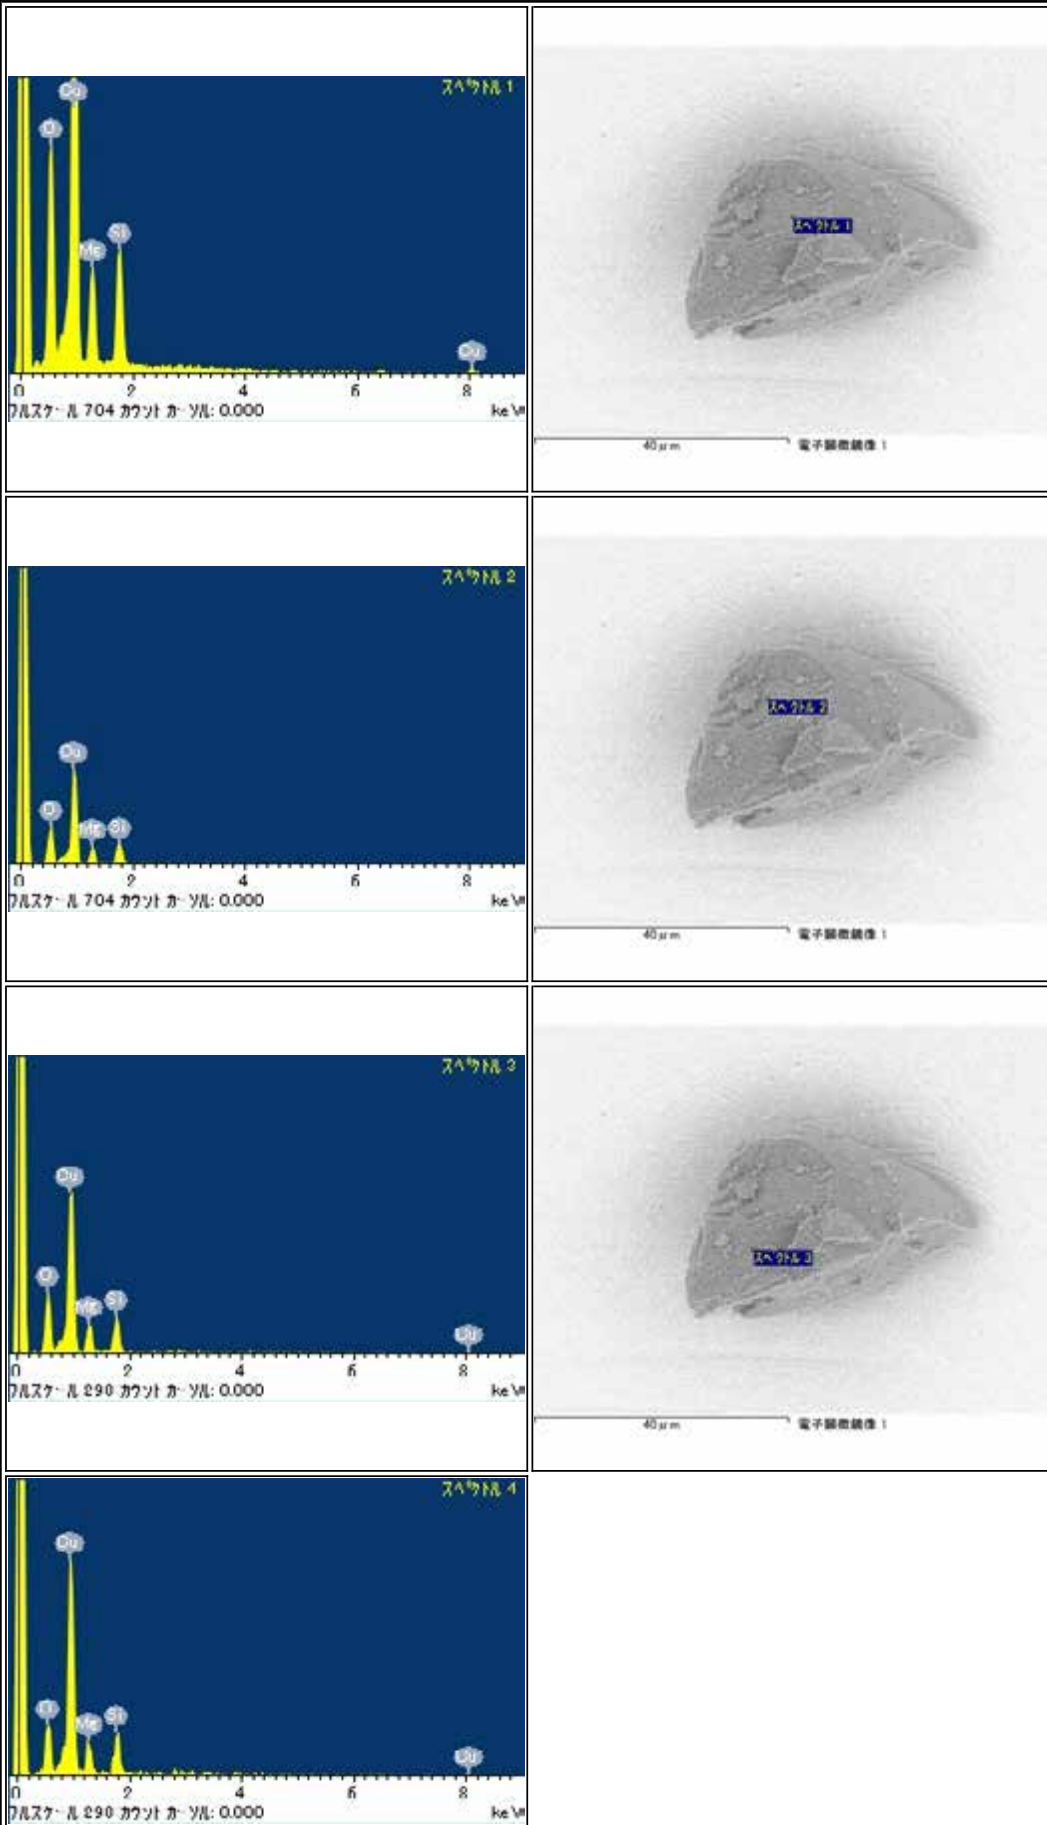 スペクトル 1
Cu
O
Si
Mg
Cu
0 2 4 6 8
フルスケール 704 カウント カーソル: 0.000 keV
スペクトル 1
40μm 電子顕微鏡像 1
スペクトル 2
Cu
O
Mg Si
0 2 4 6 8
フルスケール 704 カウント カーソル: 0.000 keV
スペクトル 2
40μm 電子顕微鏡像 1
スペクトル 3
Cu
O
Si
Mg
Cu
0 2 4 6 8
フルスケール 290 カウント カーソル: 0.000 keV
スペクトル 3
40μm 電子顕微鏡像 1
スペクトル 4
Cu
O
Si
Mg
Cu
0 2 4 6 8
フルスケール 290 カウント カーソル: 0.000 keV